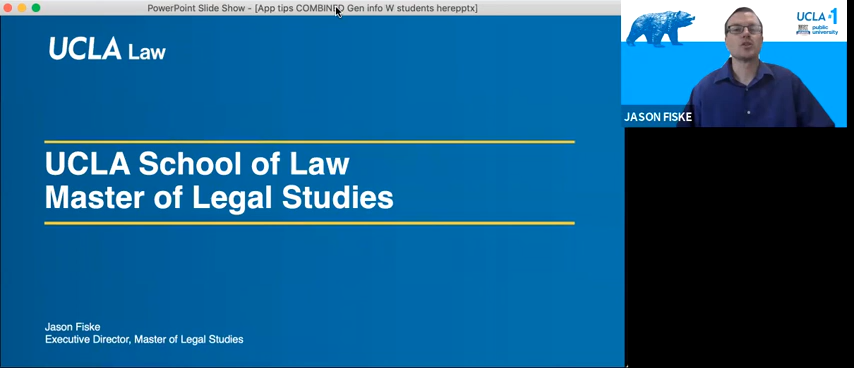 PowerPoint Slide Show - [App tips COMBINED Gen info W students herepptx]
UCLA Law
UCLA School of Law
Master of Legal Studies
Jason Fiske
Executive Director, Master of Legal Studies
UCLA #1
public
university
JASON FISKE